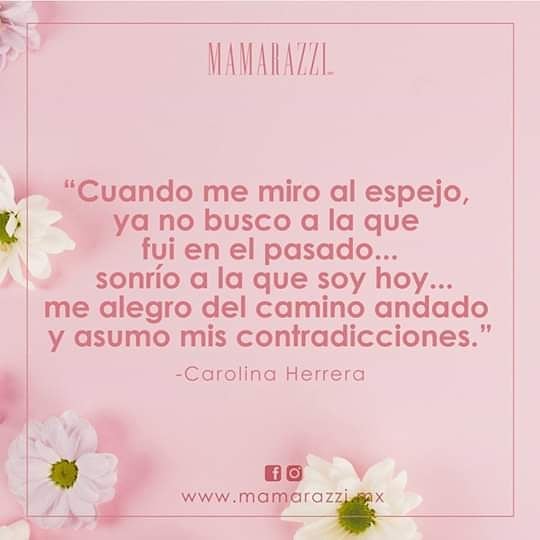 MAMARAZZI
“Cuando me miro al espejo,
ya no busco a la que
fui en el pasado...
sonrío a la que soy hoy...
me alegro del camino andado
y asumo mis contradicciones.”
-Carolina Herrera
www.mamarazzi.mx